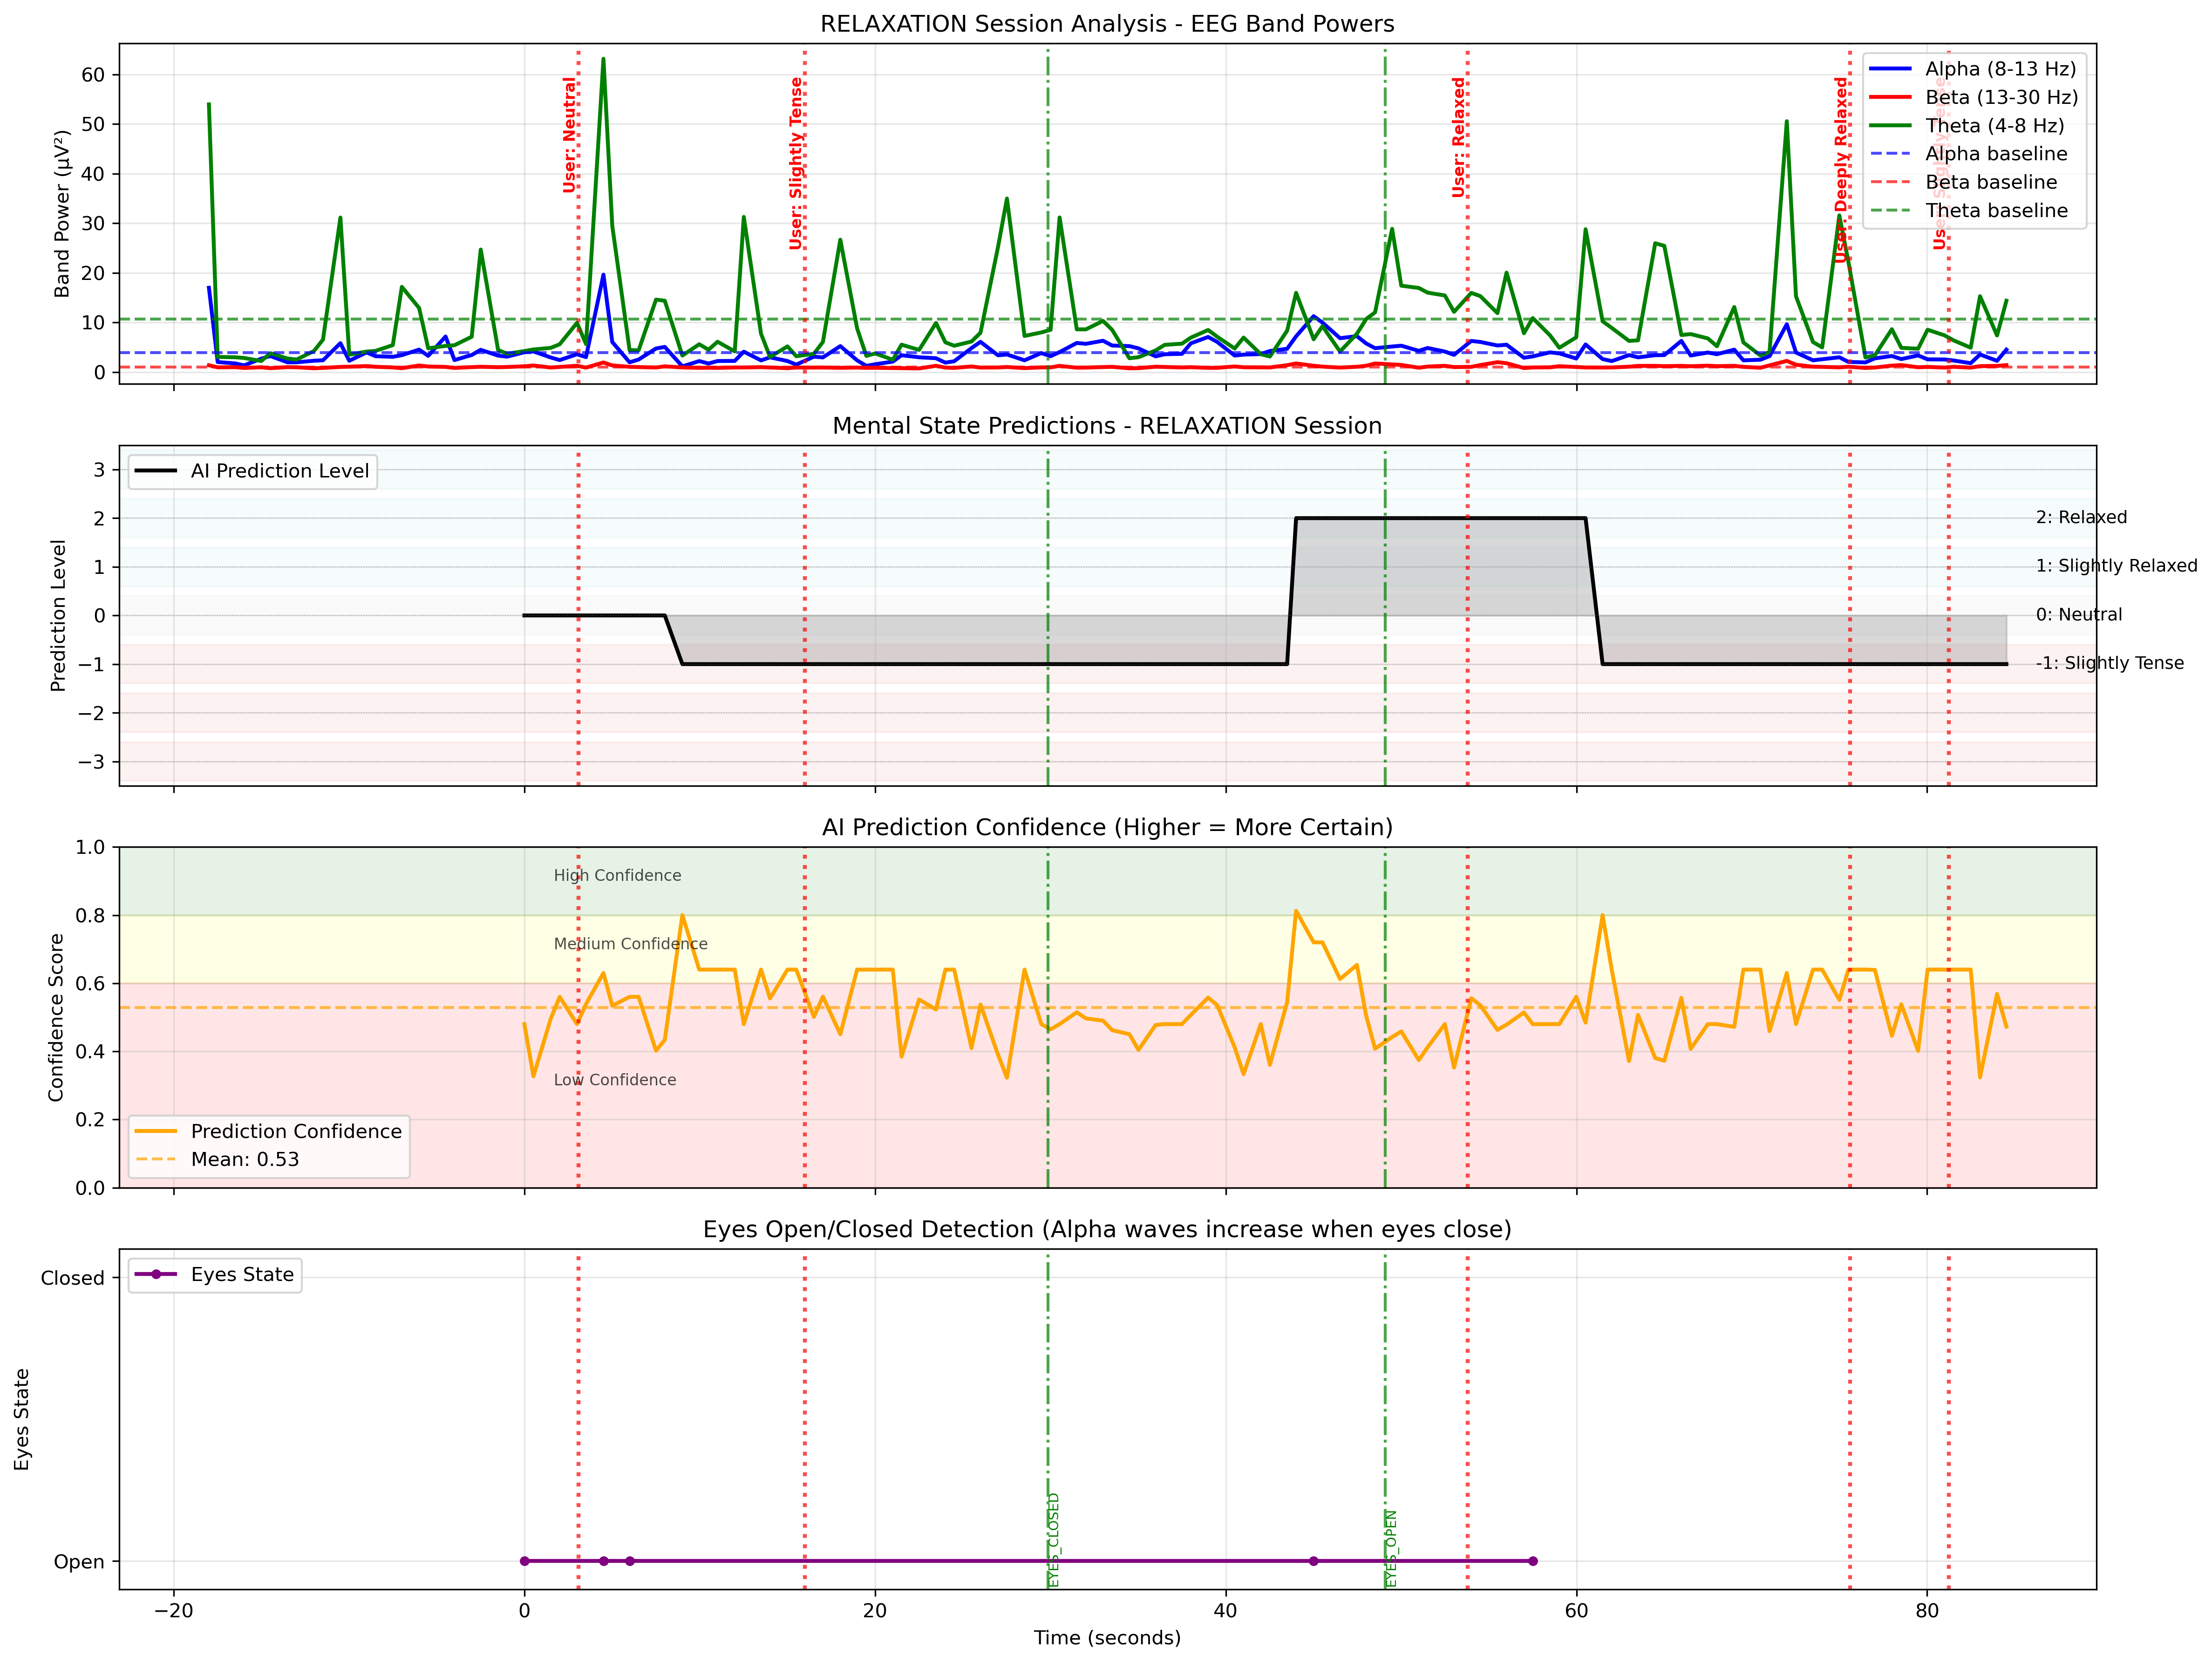 RELAXATION Session Analysis - EEG Band Powers
Band Power (μV²)
60
50
40
30
20
10
0
User: Neutral
User: Slightly Tense
User: Relaxed
User: Deeply Relaxed
User: Slightly Tense
Alpha (8-13 Hz)
Beta (13-30 Hz)
Theta (4-8 Hz)
Alpha baseline
Beta baseline
Theta baseline
Mental State Predictions - RELAXATION Session
Prediction Level
3
2
1
0
−1
−2
−3
AI Prediction Level
2: Relaxed
1: Slightly Relaxed
0: Neutral
-1: Slightly Tense
AI Prediction Confidence (Higher = More Certain)
Confidence Score
1.0
0.8
0.6
0.4
0.2
0.0
High Confidence
Medium Confidence
Low Confidence
Prediction Confidence
Mean: 0.53
Eyes Open/Closed Detection (Alpha waves increase when eyes close)
Eyes State
Closed
Open
Eyes State
EYES_CLOSED
EYES_OPEN
−20
0
20
40
60
80
Time (seconds)